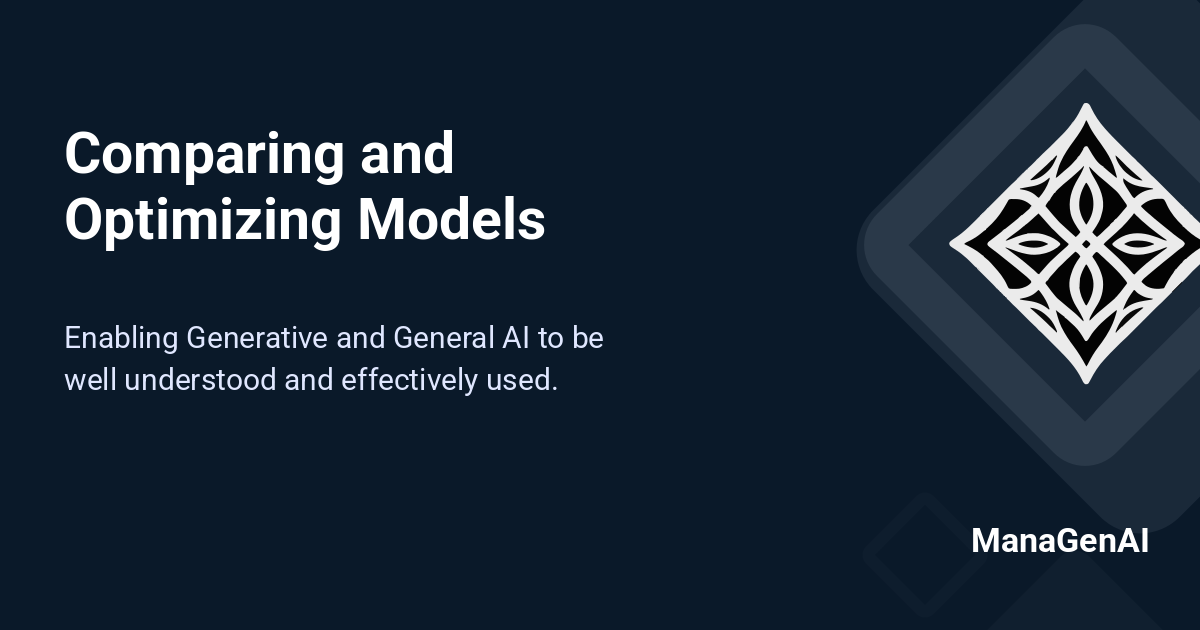 Comparing and
Optimizing Models
Enabling Generative and General AI to be
well understood and effectively used.
ManaGenAI